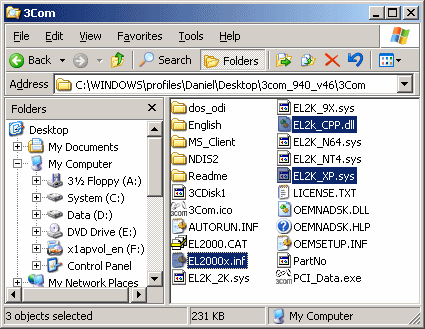 3Com
File Edit View Favorites Tools Help
Back Search Folders
Address C:\WINDOWS\profiles\Daniel\Desktop\3com_940_v46\3Com
Folders
Desktop
My Documents
My Computer
3½ Floppy (A:)
System (C:)
Data (D:)
DVD Drive (E:)
x1apvol_en (F:)
Control Panel
My Network Places
dos_odi
English
MS_Client
NDIS2
Readme
3CDisk1
3Com.ico
AUTORUN.INF
EL2000.CAT
EL2000x.inf
EL2K_2K.sys
EL2K_9X.sys
EL2k_CPP.dll
EL2K_N64.sys
EL2K_NT4.sys
EL2K_XP.sys
LICENSE.TXT
OEMNADSK.DLL
OEMNADSK.HLP
OEMSETUP.INF
PartNo
PCI_Data.exe
3 objects selected 231 KB My Computer